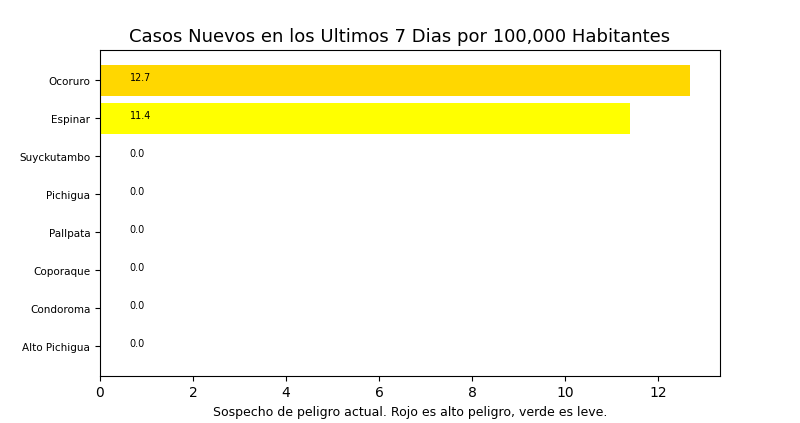 Casos Nuevos en los Ultimos 7 Dias por 100,000 Habitantes
Ocoruro 12.7
Espinar 11.4
Suyckutambo 0.0
Pichigua 0.0
Pallpata 0.0
Coporaque 0.0
Condoroma 0.0
Alto Pichigua 0.0
0 2 4 6 8 10 12
Sospecho de peligro actual. Rojo es alto peligro, verde es leve.